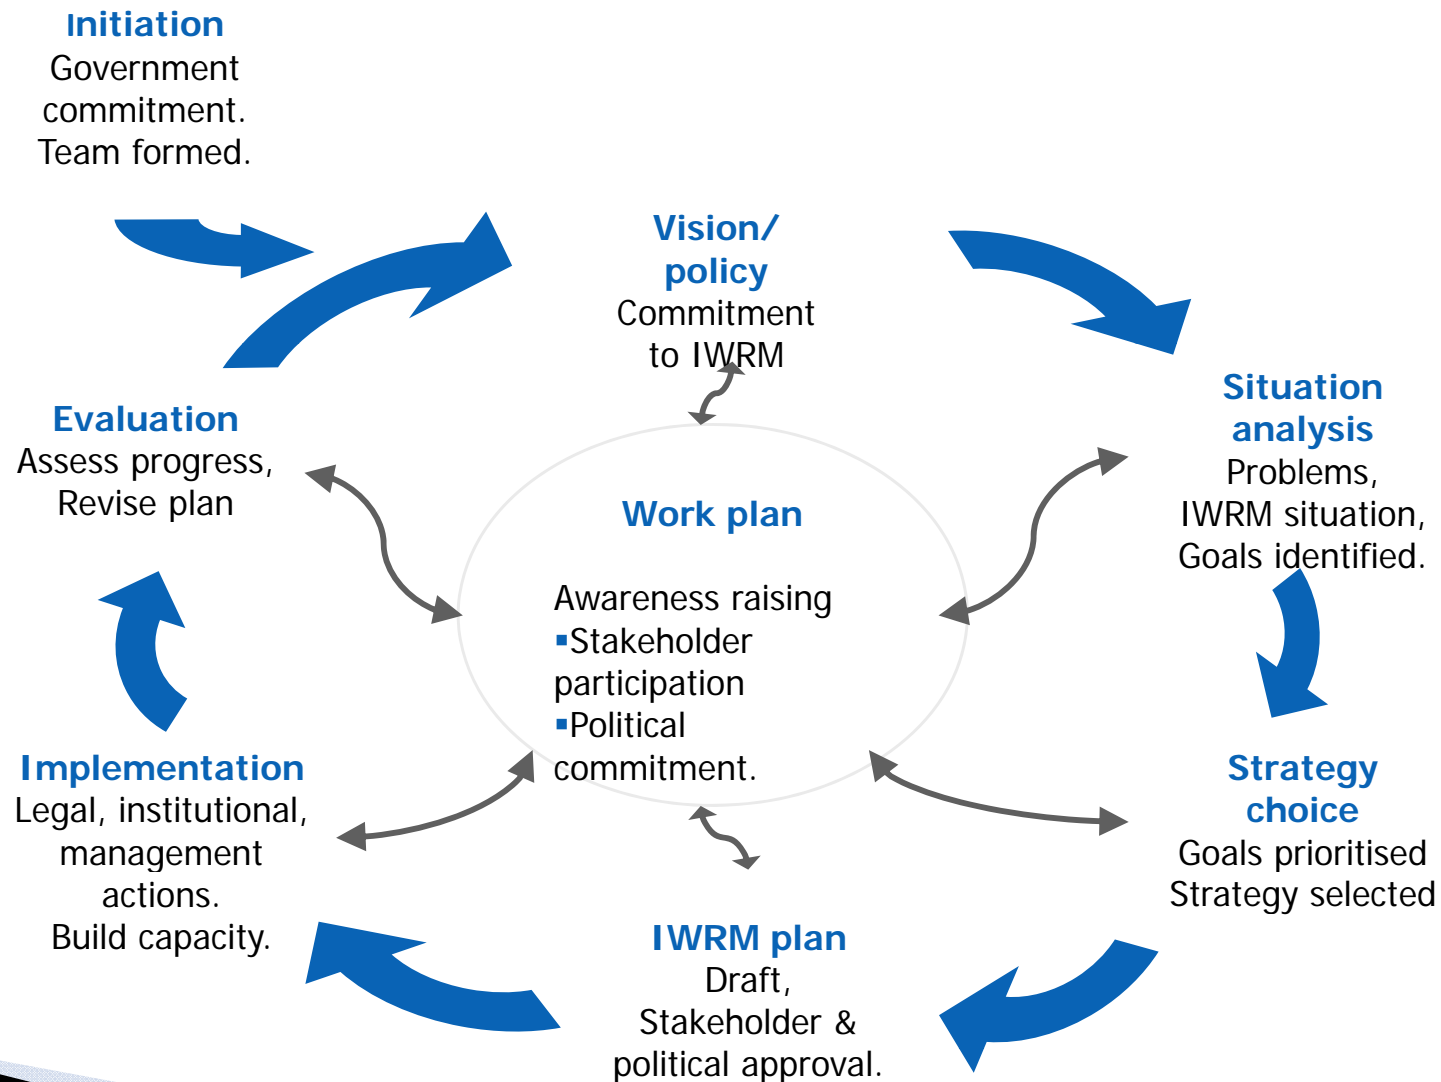 Initiation
Government
commitment.
Team formed.
Vision/
policy
Commitment
to IWRM
Situation
analysis
Problems,
IWRM situation,
Goals identified.
Evaluation
Assess progress,
Revise plan
Work plan
Awareness raising
▪Stakeholder
participation
▪Political
commitment.
Implementation
Legal, institutional,
management
actions.
Build capacity.
Strategy
choice
Goals prioritised
Strategy selected
IWRM plan
Draft,
Stakeholder &
political approval.